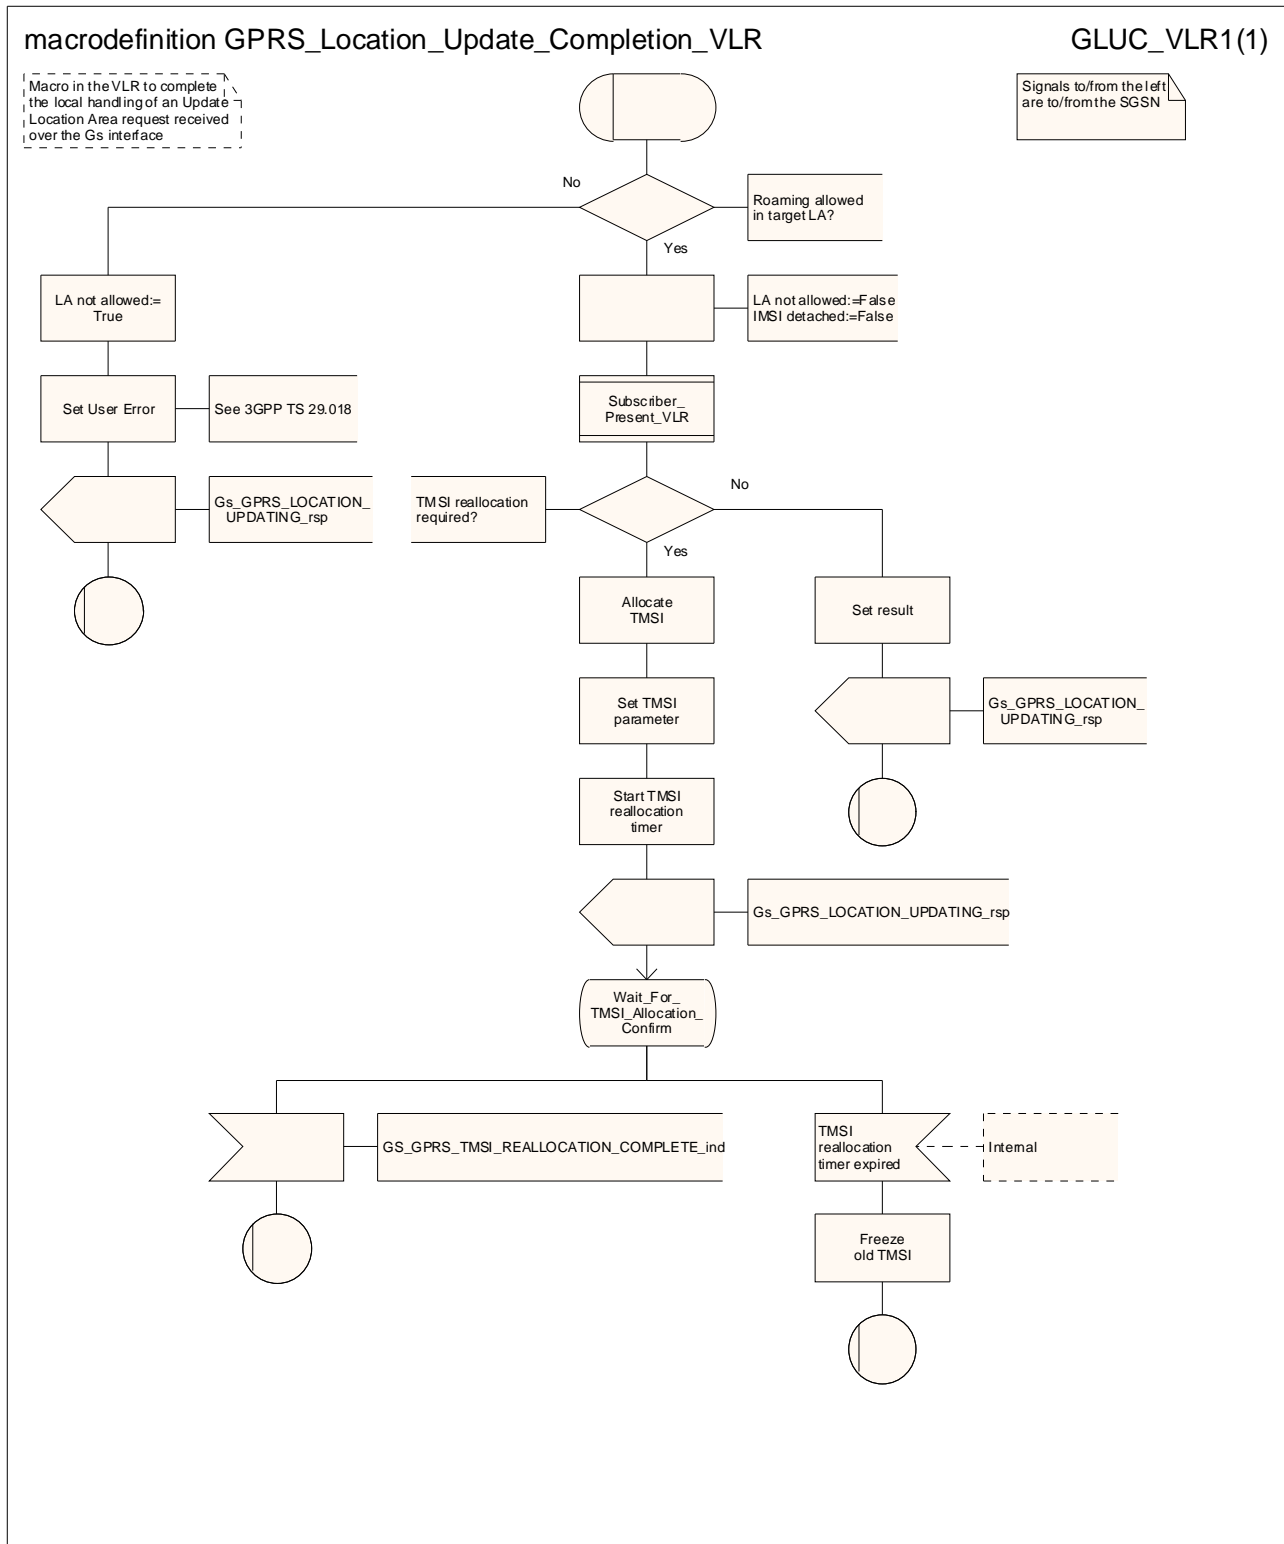 macrodefinition GPRS_Location_Update_Completion_VLR
GLUC_VLR1(1)
Macro in the VLR to complete
the local handling of an Update
Location Area request received
over the Gs interface
Signals to/from the left
are to/from the SGSN
No
Roaming allowed
in target LA?
Yes
LA not allowed:=
True
LA not allowed:=False
IMSI detached:=False
Set User Error
See 3GPP TS 29.018
Subscriber_
Present_VLR
Gs_GPRS_LOCATION_
UPDATING_rsp
TMSI reallocation
required?
No
Yes
Allocate
TMSI
Set result
Set TMSI
parameter
Gs_GPRS_LOCATION_
UPDATING_rsp
Start TMSI
reallocation
timer
Gs_GPRS_LOCATION_UPDATING_rsp
Wait_For_
TMSI_Allocation_
Confirm
GS_GPRS_TMSI_REALLOCATION_COMPLETE_ind
TMSI
reallocation
timer expired
Internal
Freeze
old TMSI